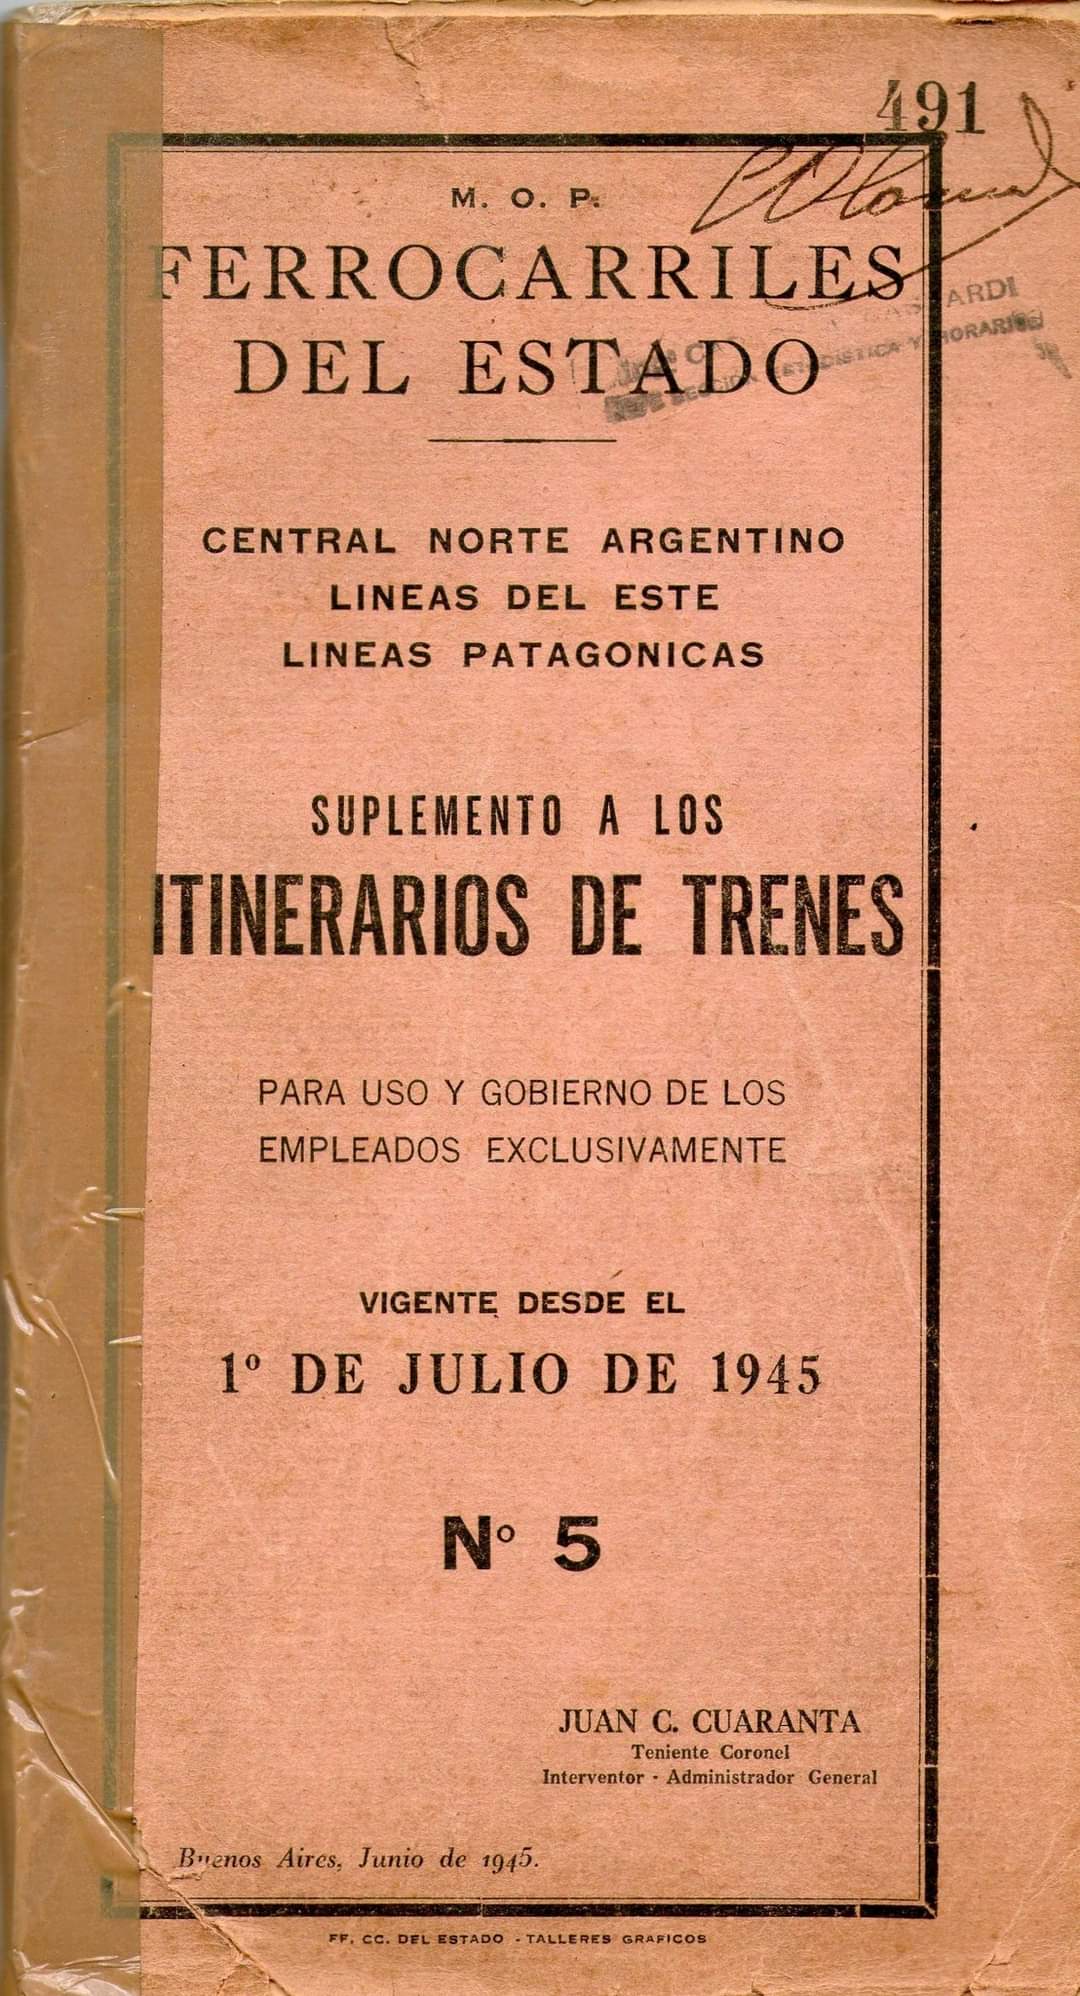 491
M. O. P.
FERROCARRILES
DEL ESTADO
ESTADISTICA Y HORARIOS
CENTRAL NORTE ARGENTINO
LINEAS DEL ESTE
LINEAS PATAGONICAS
SUPLEMENTO A LOS
ITINERARIOS DE TRENES
PARA USO Y GOBIERNO DE LOS
EMPLEADOS EXCLUSIVAMENTE
VIGENTE DESDE EL
1º DE JULIO DE 1945
Nº 5
JUAN C. CUARANTA
Teniente Coronel
Interventor - Administrador General
Buenos Aires, Junio de 1945.
FF. CC. DEL ESTADO - TALLERES GRAFICOS